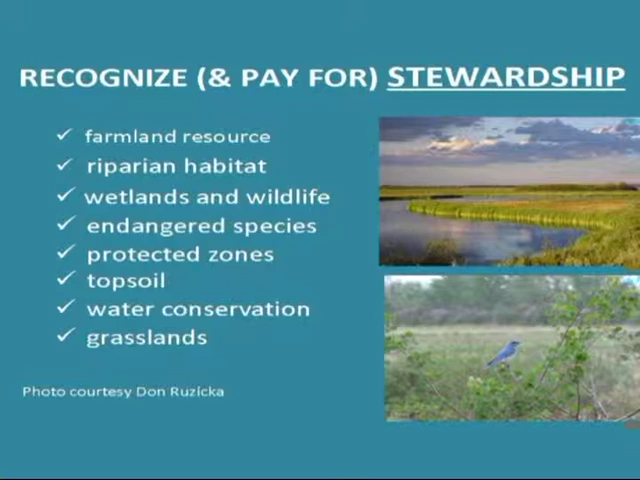 RECOGNIZE (& PAY FOR) STEWARDSHIP
✓ farmland resource
✓ riparian habitat
✓ wetlands and wildlife
✓ endangered species
✓ protected zones
✓ topsoil
✓ water conservation
✓ grasslands
Photo courtesy Don Ruzicka